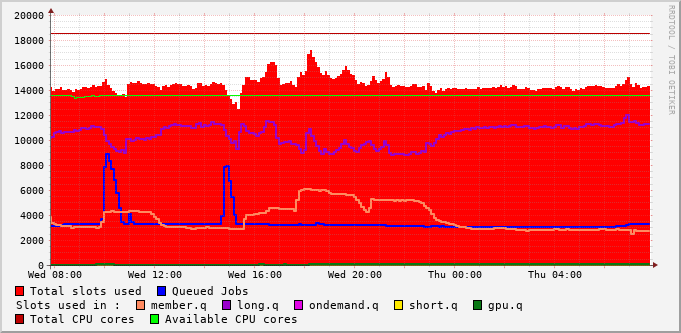 20000
18000
16000
14000
12000
10000
8000
6000
4000
2000
0
Wed 08:00 Wed 12:00 Wed 16:00 Wed 20:00 Thu 00:00 Thu 04:00
Total slots used Queued Jobs
Slots used in : member.q long.q ondemand.q short.q gpu.q
Total CPU cores Available CPU cores
RRDTOOL / TOBI OETIKER